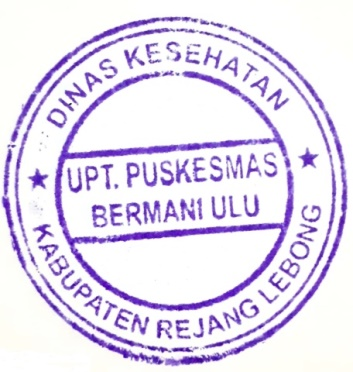 DINAS KESEHATAN
UPT. PUSKESMAS
BERMANI ULU
KABUPATEN REJANG LEBONG